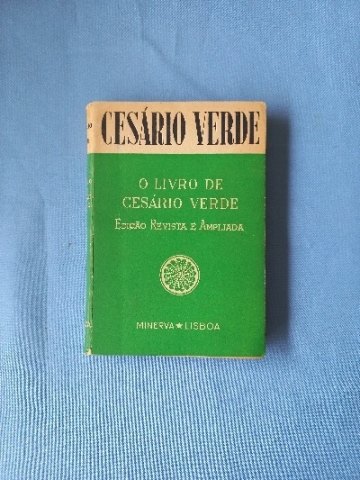 CESÁRIO VERDE
O LIVRO DE
CESÁRIO VERDE
EDIÇÃO REVISTA E AMPLIADA
MINERVA★LISBOA